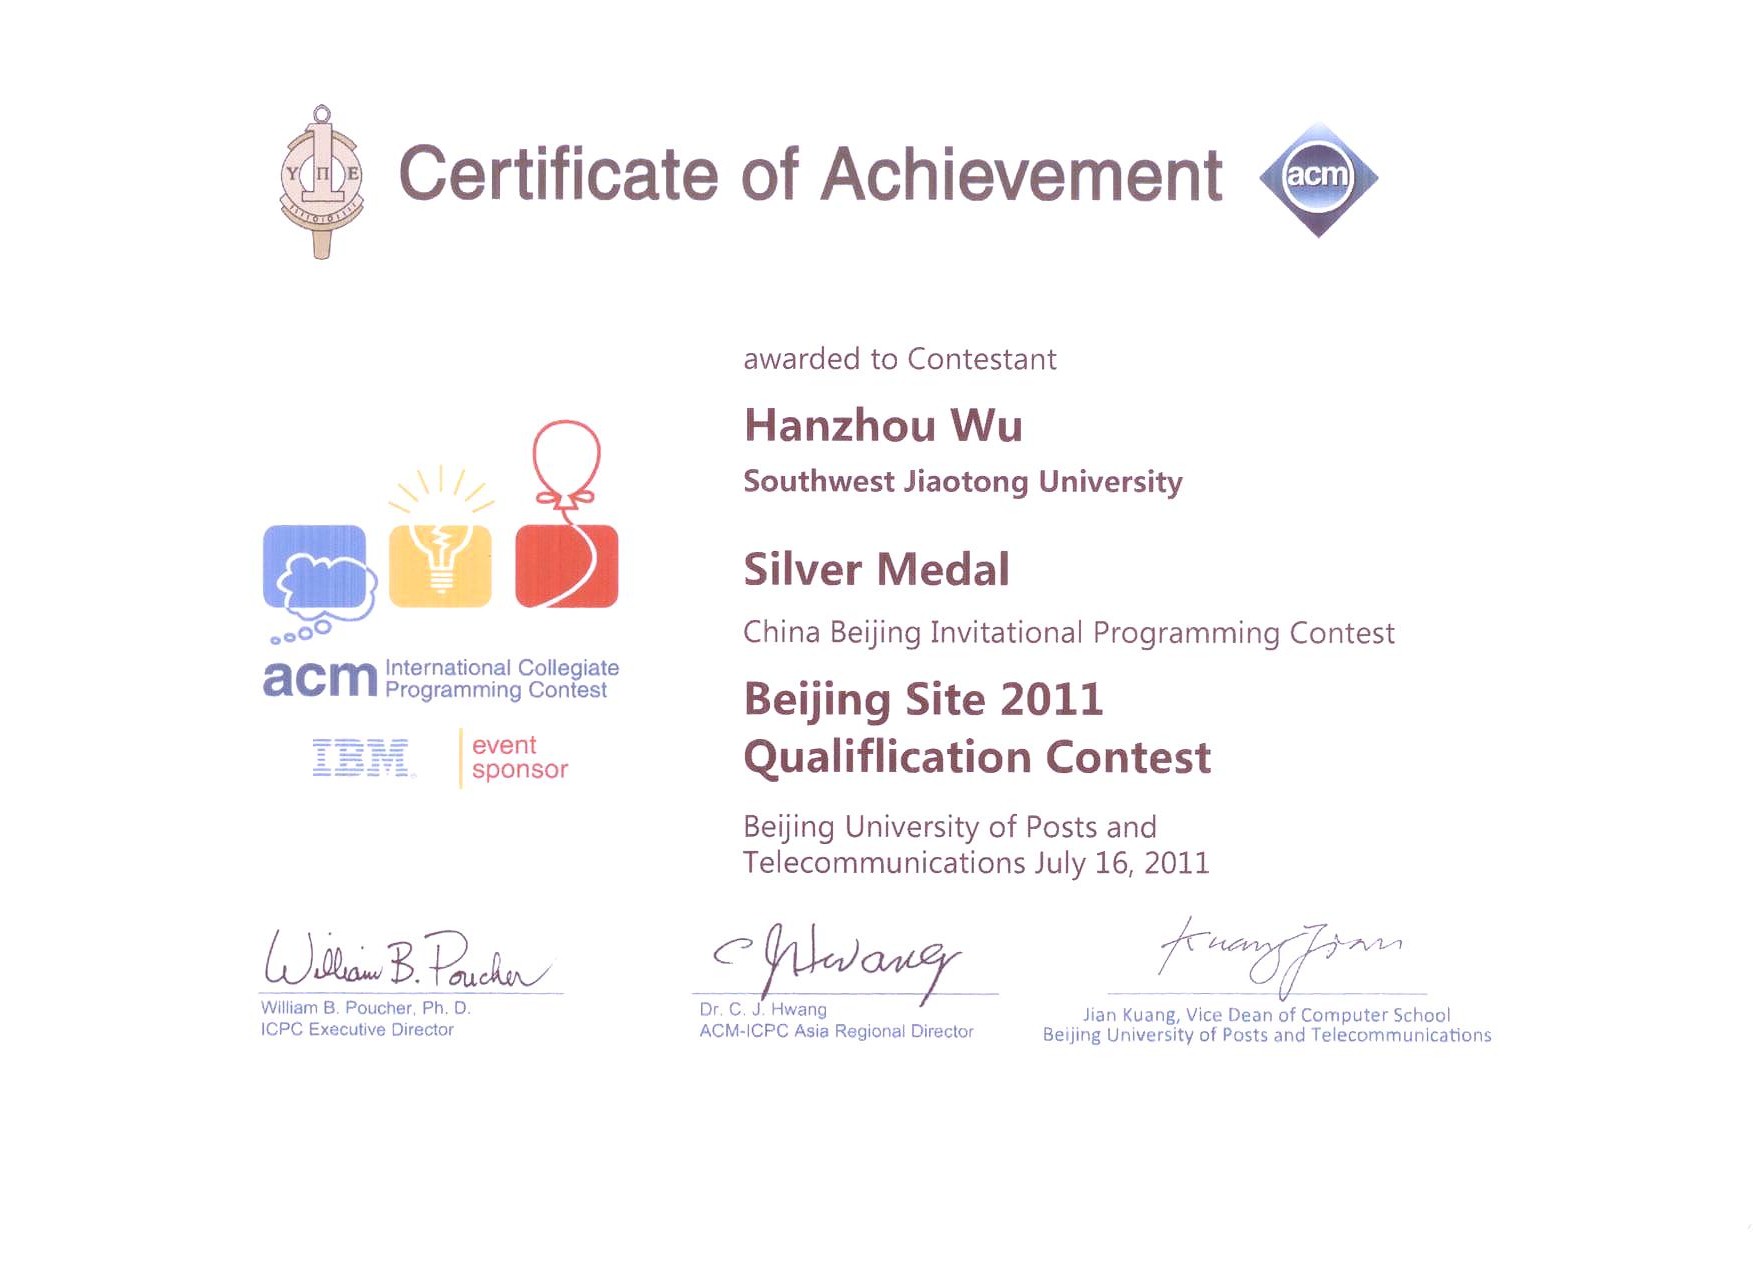 Certificate of Achievement
Υ Π Ε
acm
awarded to Contestant
Hanzhou Wu
Southwest Jiaotong University
Silver Medal
China Beijing Invitational Programming Contest
Beijing Site 2011
Qualiflication Contest
Beijing University of Posts and
Telecommunications July 16, 2011
acm International Collegiate
Programming Contest
IBM event
sponsor
William B. Poucher
William B. Poucher, Ph. D.
ICPC Executive Director
C J Hwang
Dr. C. J. Hwang
ACM-ICPC Asia Regional Director
Kuang Jian
Jian Kuang, Vice Dean of Computer School
Beijing University of Posts and Telecommunications